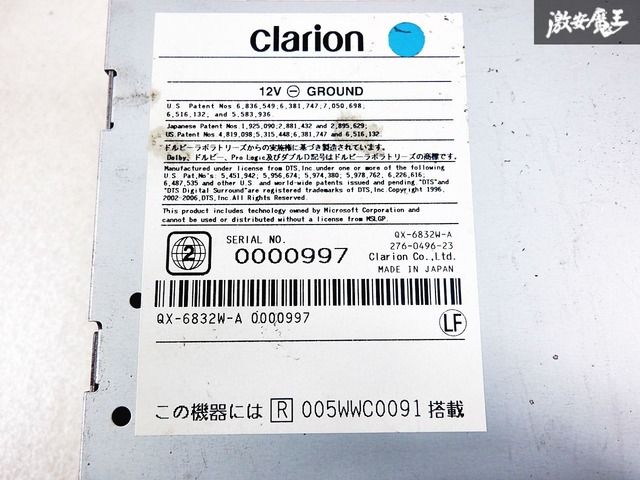 激安魔王
clarion
12V ⊖ GROUND
U S Patent Nos 6,836,549;6,381,747;7,050,698,
6,516,132; and 5,583,936.
Japanese Patent Nos 1,925,090;2,881,432 and 2,895,629;
US.Patent Nos 4,819,098;5,315,448;6,381,747 and 6,516,132.
ドルビーラボラトリーズからの実施権に基づき製造されています。
Dolby、ドルビー、Pro Logic及びダブルD記号はドルビーラボラトリーズの商標です。
Manufactured under license from DTS,Inc under one or more of the following
U.S Pat,No's 5,451,942; 5,956,674; 5,974,380; 5,978,762, 6,226,616;
6,487,535 and other U.S and world-wide patents issued and pending."DTS"and
"DTS Digital Surround"are registered trademarks of DTS,Inc.Copyright 1996,
2002-2006,DTS,Inc.All Rights Reserved.
This product includes technology owned by Microsoft Corporation and
cannot be used or distributed without a license from MSLGP.
2
SERIAL NO.
0000997
QX-6832W-A
276-0496-23
Clarion Co.,Ltd.
MADE IN JAPAN
QX-6832W-A 0000997
LF
この機器には R 005WWC0091 搭載